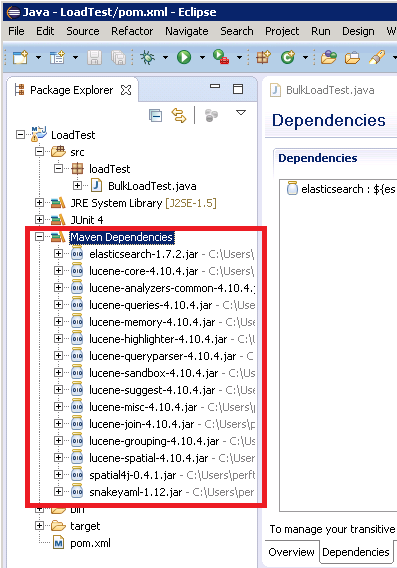 Java - LoadTest/pom.xml - Eclipse
File Edit Source Refactor Navigate Search Project Run Design
Package Explorer
BulkLoadTest.java
LoadTest
src
loadTest
BulkLoadTest.java
JRE System Library [J2SE-1.5]
JUnit 4
Maven Dependencies
elasticsearch-1.7.2.jar - C:\Users\
lucene-core-4.10.4.jar - C:\Users\
lucene-analyzers-common-4.10.4.j
lucene-queries-4.10.4.jar - C:\User
lucene-memory-4.10.4.jar - C:\Use
lucene-highlighter-4.10.4.jar - C:\U
lucene-queryparser-4.10.4.jar - C:
lucene-sandbox-4.10.4.jar - C:\Use
lucene-suggest-4.10.4.jar - C:\Use
lucene-misc-4.10.4.jar - C:\Users\p
lucene-join-4.10.4.jar - C:\Users\p
lucene-grouping-4.10.4.jar - C:\Us
lucene-spatial-4.10.4.jar - C:\User
spatial4j-0.4.1.jar - C:\Users\perft
snakeyaml-1.12.jar - C:\Users\per
bin
target
pom.xml
Dependencies
Dependencies
elasticsearch : ${es
To manage your transitive
Overview Dependencies